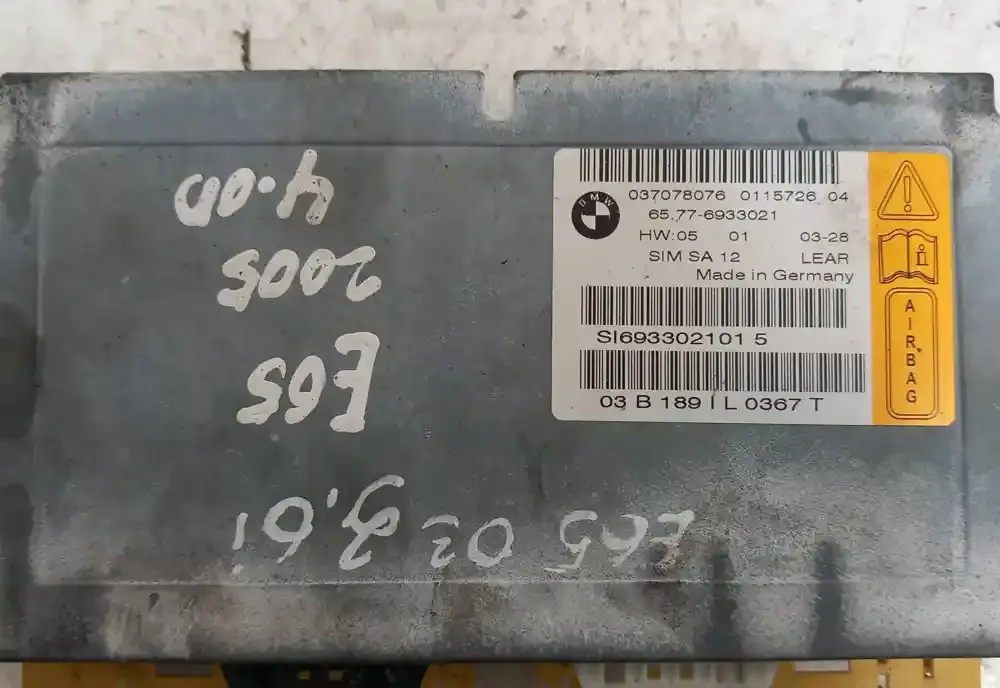 037078076 0115726 04
BMW
65.77-6933021
HW:05 01 03-28
SIM SA 12 LEAR
Made in Germany
SI693302101 5
03 B 189 I L 0367 T
AIRBAG
E65 02 3.6i
E65
2005
4.0D